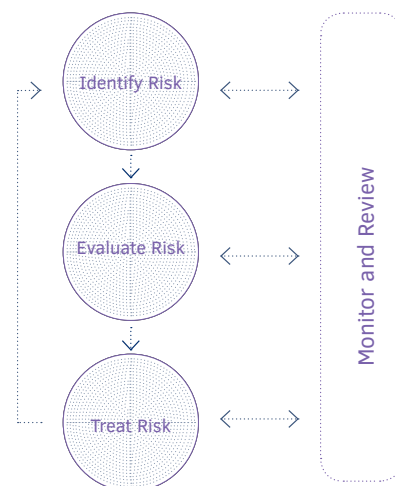 Identify Risk
Evaluate Risk
Treat Risk
Monitor and Review